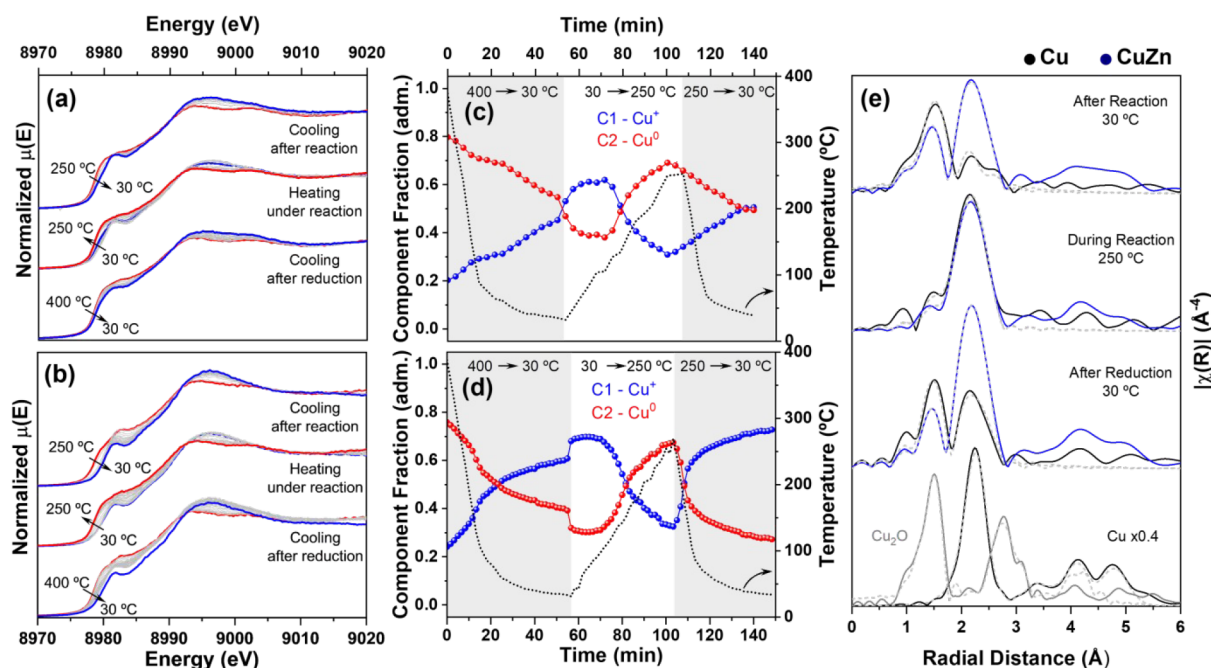 Energy (eV)
8970 8980 8990 9000 9010 9020
Normalized μ(E)
(a)
Cooling
after reaction
250 ºC
30 ºC
Heating
under reaction
250 ºC
30 ºC
Cooling
after reduction
400 ºC
30 ºC
Normalized μ(E)
(b)
Cooling
after reaction
250 ºC
30 ºC
Heating
under reaction
250 ºC
30 ºC
Cooling
after reduction
400 ºC
30 ºC
8970 8980 8990 9000 9010 9020
Energy (eV)
Time (min)
0 20 40 60 80 100 120 140
Component Fraction (adm.)
1.0
0.8
0.6
0.4
0.2
0.0
400 → 30 ºC
30 → 250 ºC
250 → 30 ºC
(c)
C1 - Cu⁺
C2 - Cu⁰
400
300
200
100
0
Temperature (ºC)
Component Fraction (adm.)
1.0
0.8
0.6
0.4
0.2
0.0
400 → 30 ºC
30 → 250 ºC
250 → 30 ºC
(d)
C1 - Cu⁺
C2 - Cu⁰
400
300
200
100
0
Temperature (ºC)
0 20 40 60 80 100 120 140
Time (min)
Cu
CuZn
(e)
After Reaction
30 ºC
During Reaction
250 ºC
After Reduction
30 ºC
Cu₂O
Cu x0.4
|χ(R)| (Å⁻⁴)
0 1 2 3 4 5 6
Radial Distance (Å)